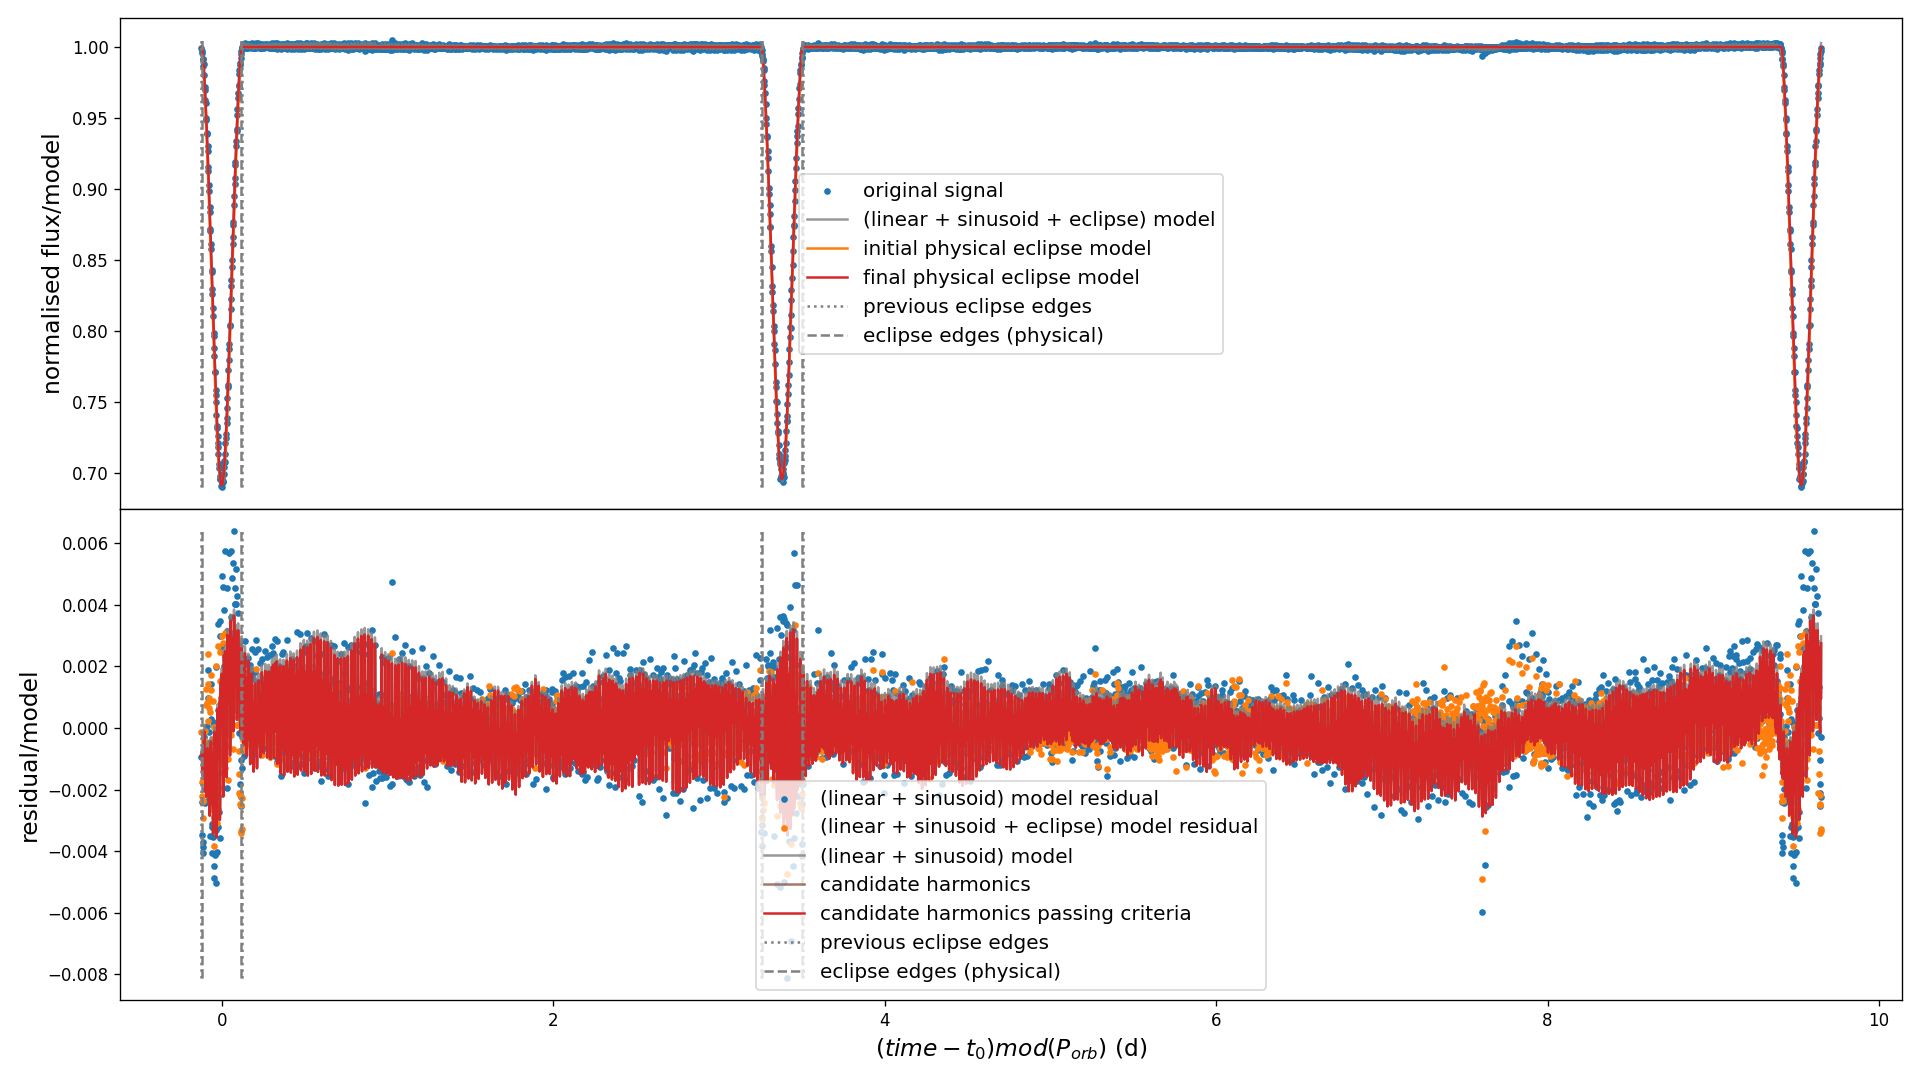 normalised flux/model
1.00
0.95
0.90
0.85
0.80
0.75
0.70
original signal
(linear + sinusoid + eclipse) model
initial physical eclipse model
final physical eclipse model
previous eclipse edges
eclipse edges (physical)
residual/model
0.006
0.004
0.002
0.000
−0.002
−0.004
−0.006
−0.008
(linear + sinusoid) model residual
(linear + sinusoid + eclipse) model residual
(linear + sinusoid) model
candidate harmonics
candidate harmonics passing criteria
previous eclipse edges
eclipse edges (physical)
0 2 4 6 8 10
(time − t₀)mod(Pₒᵣb) (d)